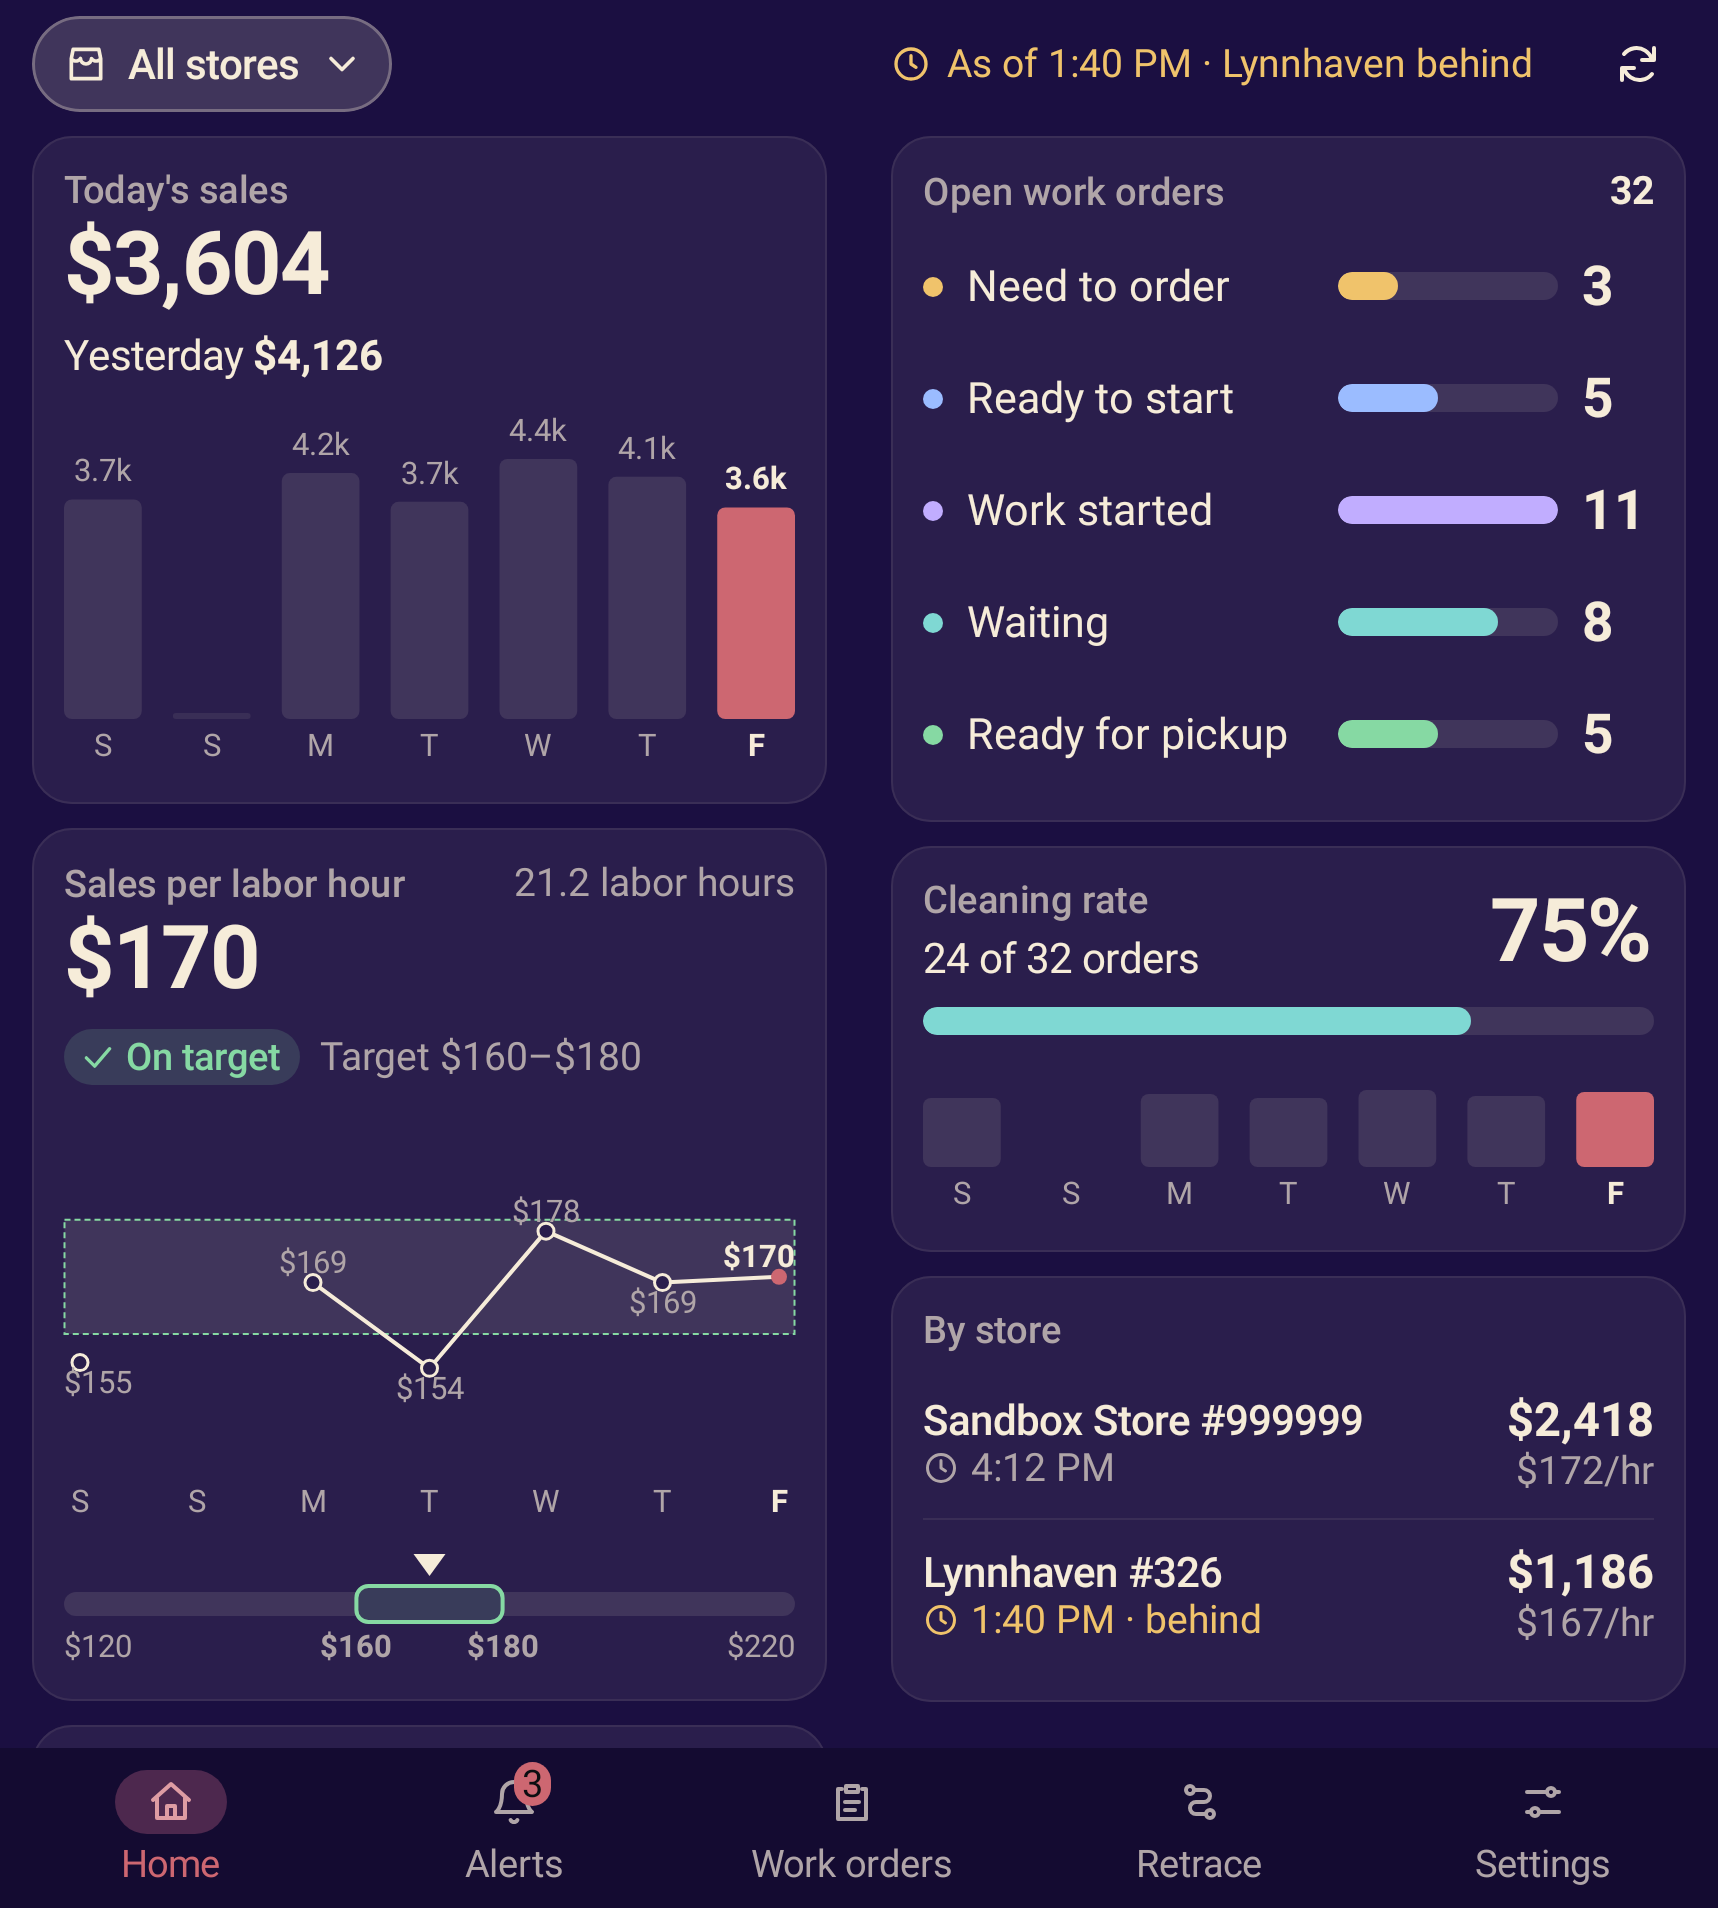 All stores
As of 1:40 PM · Lynnhaven behind
Today's sales
$3,604
Yesterday $4,126
3.7k
4.2k
3.7k
4.4k
4.1k
3.6k
S S M T W T F
Sales per labor hour
21.2 labor hours
$170
On target
Target $160–$180
$155
$169
$154
$178
$169
$170
S S M T W T F
$120 $160 $180 $220
Open work orders 32
Need to order 3
Ready to start 5
Work started 11
Waiting 8
Ready for pickup 5
Cleaning rate
24 of 32 orders
75%
S S M T W T F
By store
Sandbox Store #999999 $2,418
4:12 PM $172/hr
Lynnhaven #326 $1,186
1:40 PM · behind $167/hr
3
Home Alerts Work orders Retrace Settings